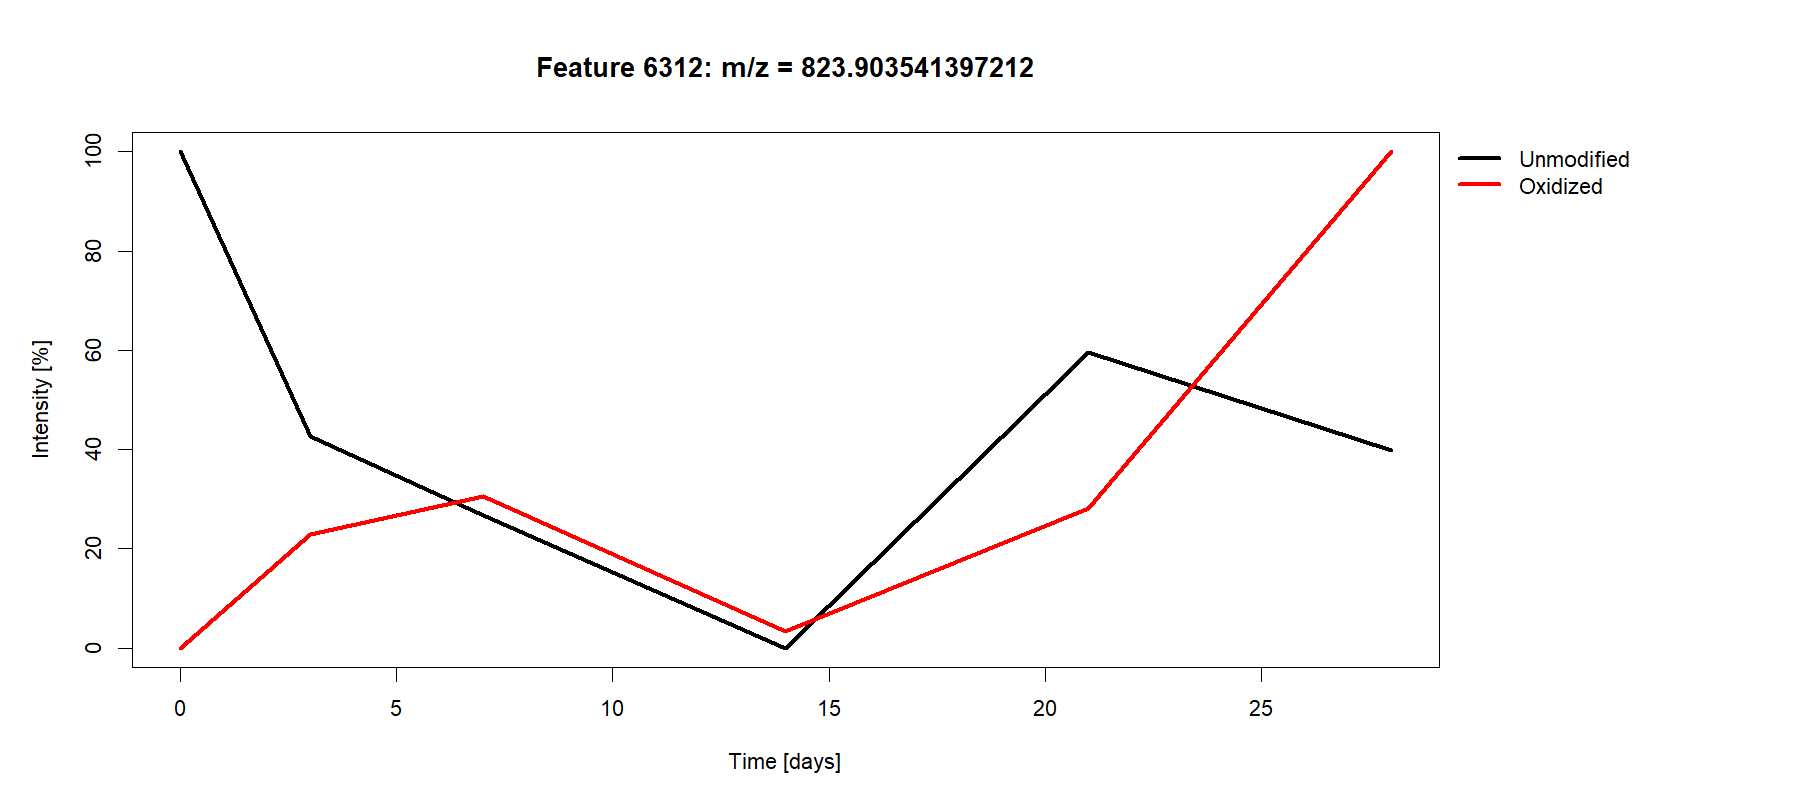 Feature 6312: m/z = 823.903541397212
Unmodified
Oxidized
Intensity [%]
100
80
60
40
20
0
0 5 10 15 20 25
Time [days]